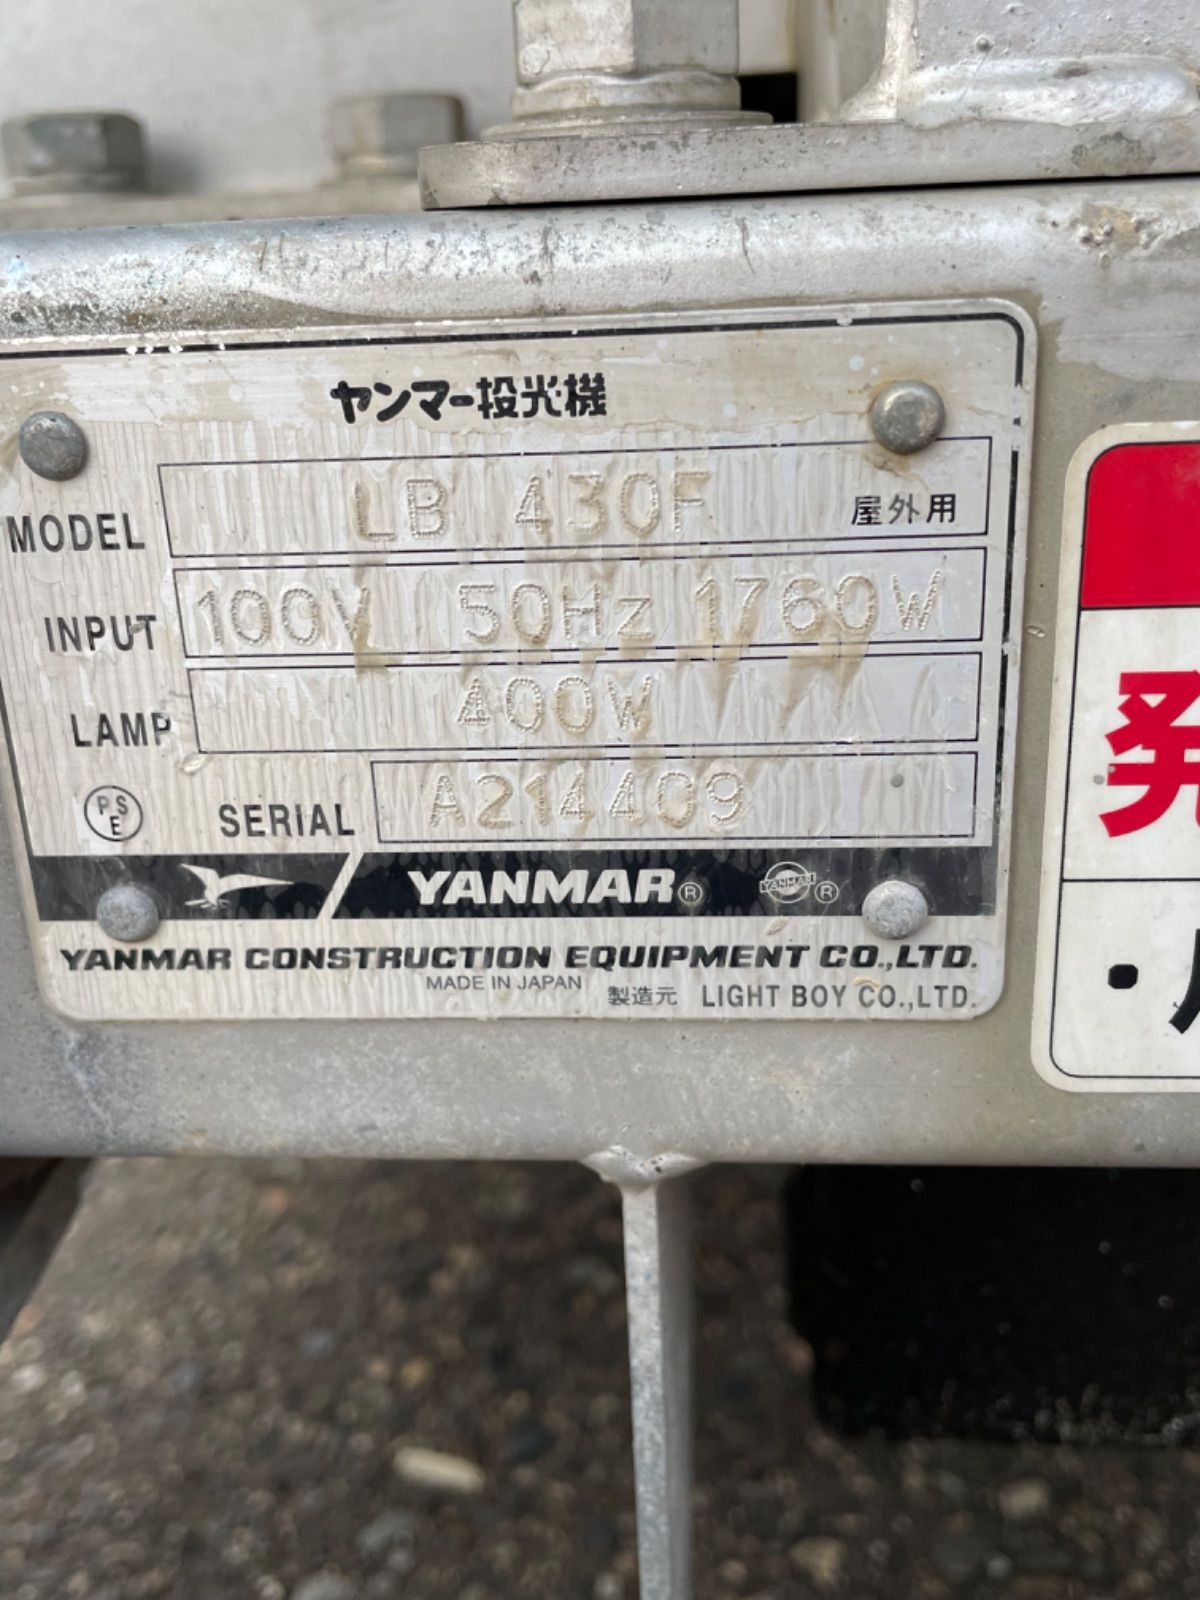 ヤンマー投光機
MODEL LB 430F 屋外用
INPUT 100V 50Hz 1760W
LAMP 400W
PSE SERIAL A214409
YANMAR® YANMAR ®
YANMAR CONSTRUCTION EQUIPMENT CO.,LTD.
MADE IN JAPAN
製造元 LIGHT BOY CO.,LTD.
発